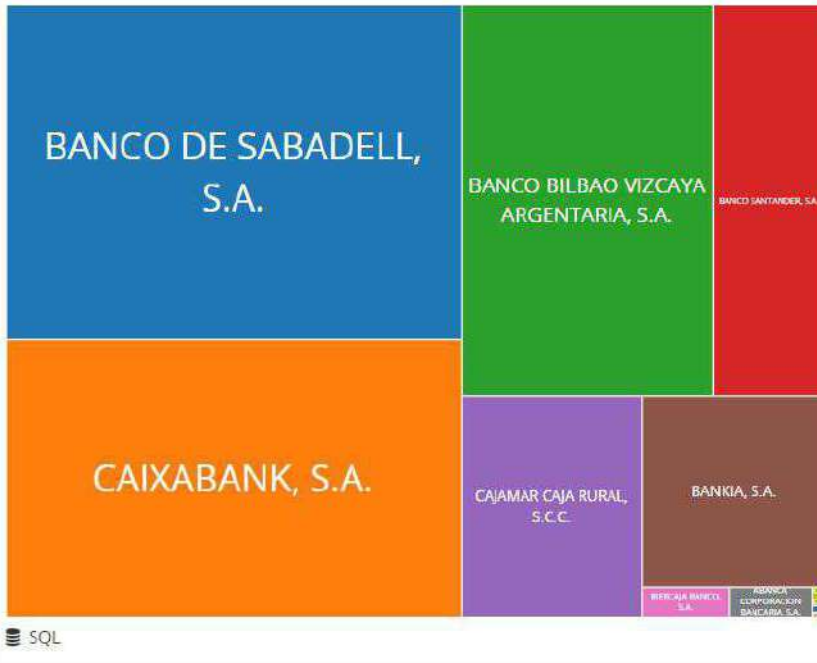 BANCO DE SABADELL,
S.A.
BANCO BILBAO VIZCAYA
ARGENTARIA, S.A.
BANCO SANTANDER, S.A
CAIXABANK, S.A.
CAJAMAR CAJA RURAL,
S.C.C.
BANKIA, S.A.
IBERCAJA BANCO,
S.A.
ABANCA
CORPORACION
BANCARIA, S.A.
SQL